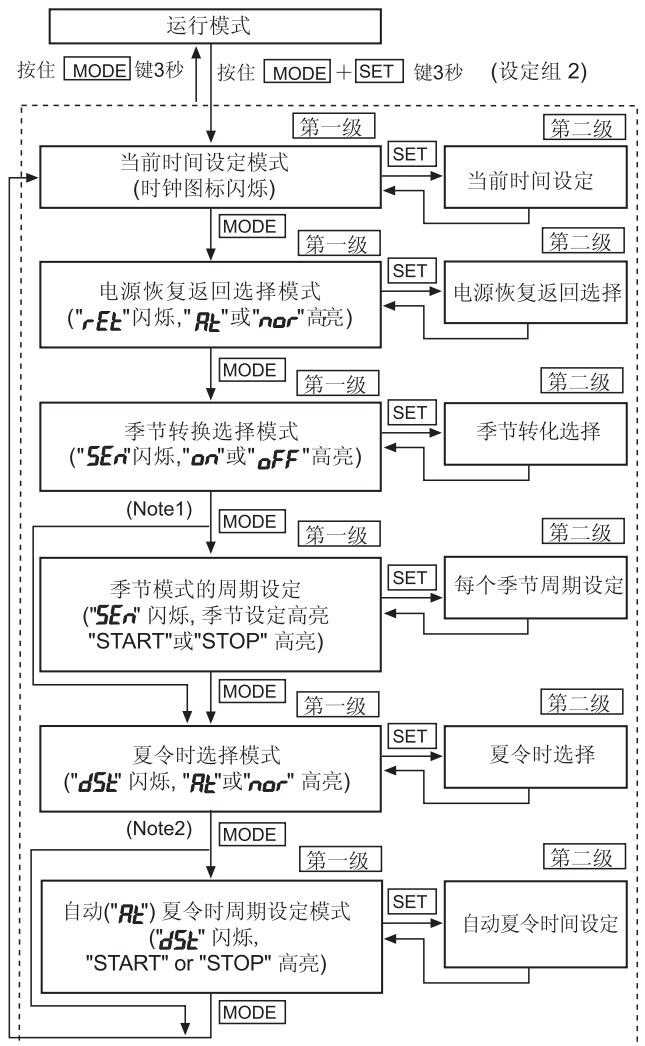 运行模式
按住 MODE 键3秒 按住 MODE + SET 键3秒 (设定组 2)
第一级 第二级
当前时间设定模式
(时钟图标闪烁)
SET
当前时间设定
MODE
第一级 第二级
电源恢复返回选择模式
("rEt"闪烁,"At"或"nor"高亮)
SET
电源恢复返回选择
MODE
第一级 第二级
季节转换选择模式
("SEn"闪烁,"on"或"oFF"高亮)
SET
季节转化选择
(Note1) MODE
第一级 第二级
季节模式的周期设定
("SEn" 闪烁, 季节设定高亮
"START"或"STOP" 高亮)
SET
每个季节周期设定
MODE
第一级 第二级
夏令时选择模式
("dSt" 闪烁, "At"或"nor" 高亮)
SET
夏令时选择
(Note2) MODE
第一级 第二级
自动("At") 夏令时周期设定模式
("dSt" 闪烁,
"START" or "STOP" 高亮)
SET
自动夏令时间设定
MODE